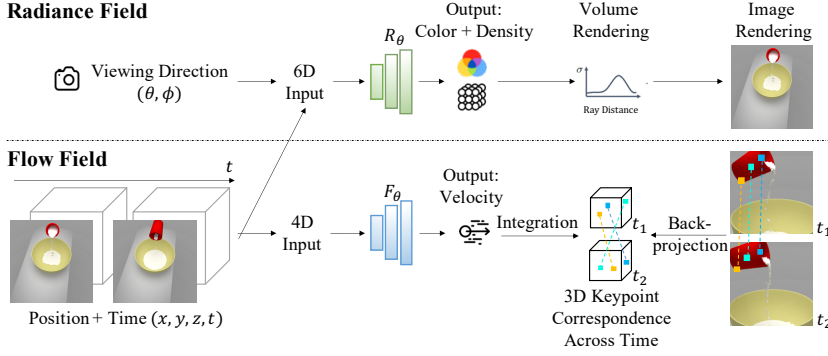 Radiance Field
Viewing Direction
(θ, ϕ)
6D
Input
R_θ
Output:
Color + Density
Volume
Rendering
σ
Ray Distance
Image
Rendering
Flow Field
t
Position + Time (x, y, z, t)
4D
Input
F_θ
Output:
Velocity
Integration
t_1
t_2
3D Keypoint
Correspondence
Across Time
Back-
projection
t_1
t_2